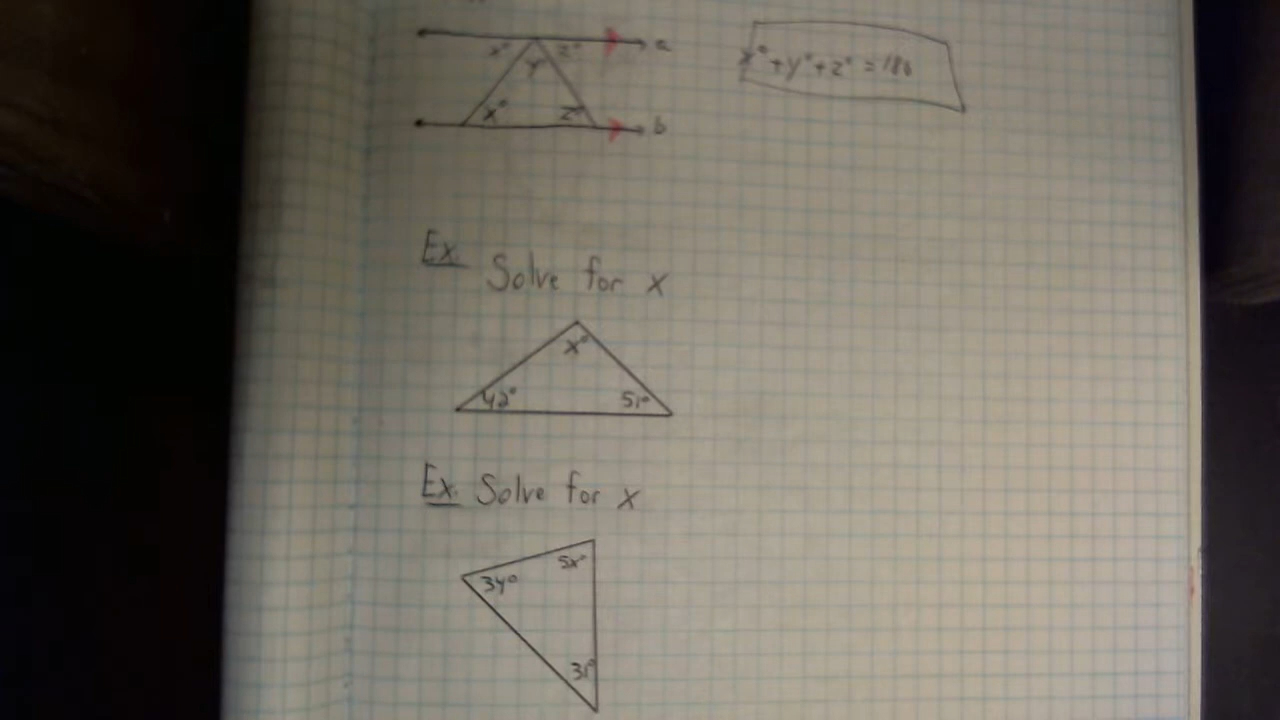 x° z° a
y°
x° z° b
x°+y°+z°=180
Ex. Solve for x
x°
42° 51°
Ex. Solve for x
5x°
34°
31°